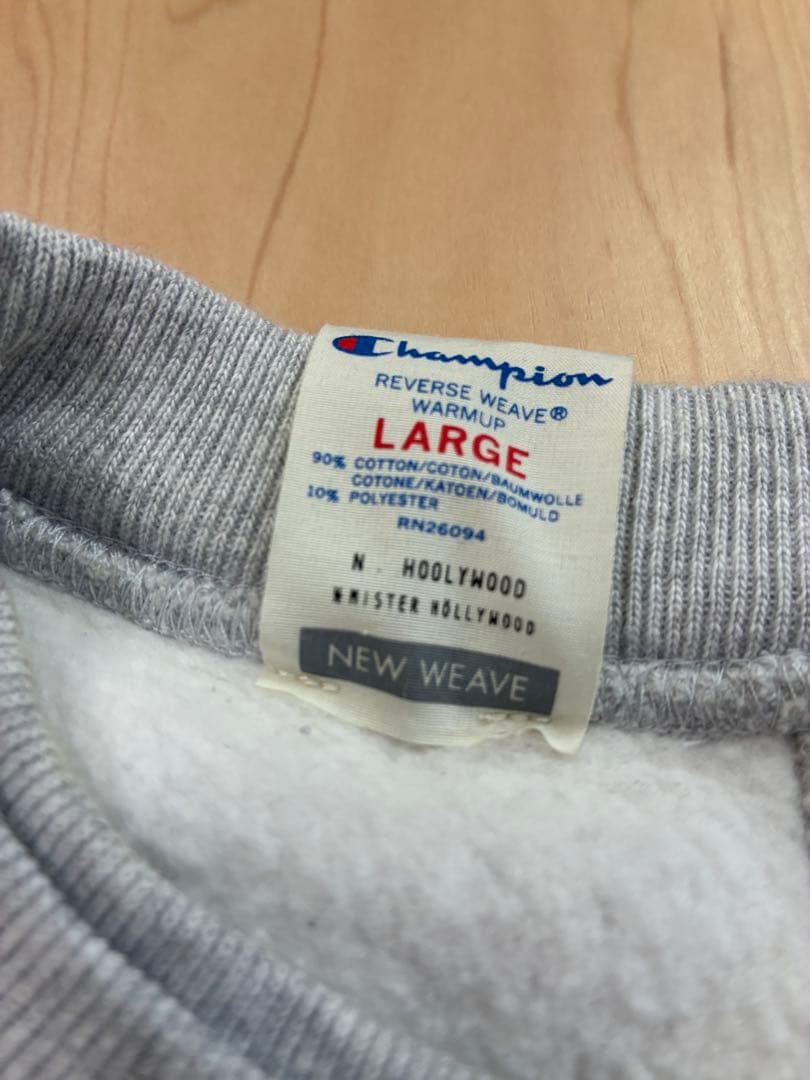 Champion
REVERSE WEAVE®
WARMUP
LARGE
90% COTTON/COTON/BAUMWOLLE
COTONE/KATOEN/BOMULD
10% POLYESTER
RN26094
N. HOOLYWOOD
N MISTER HOLLYWOOD
NEW WEAVE